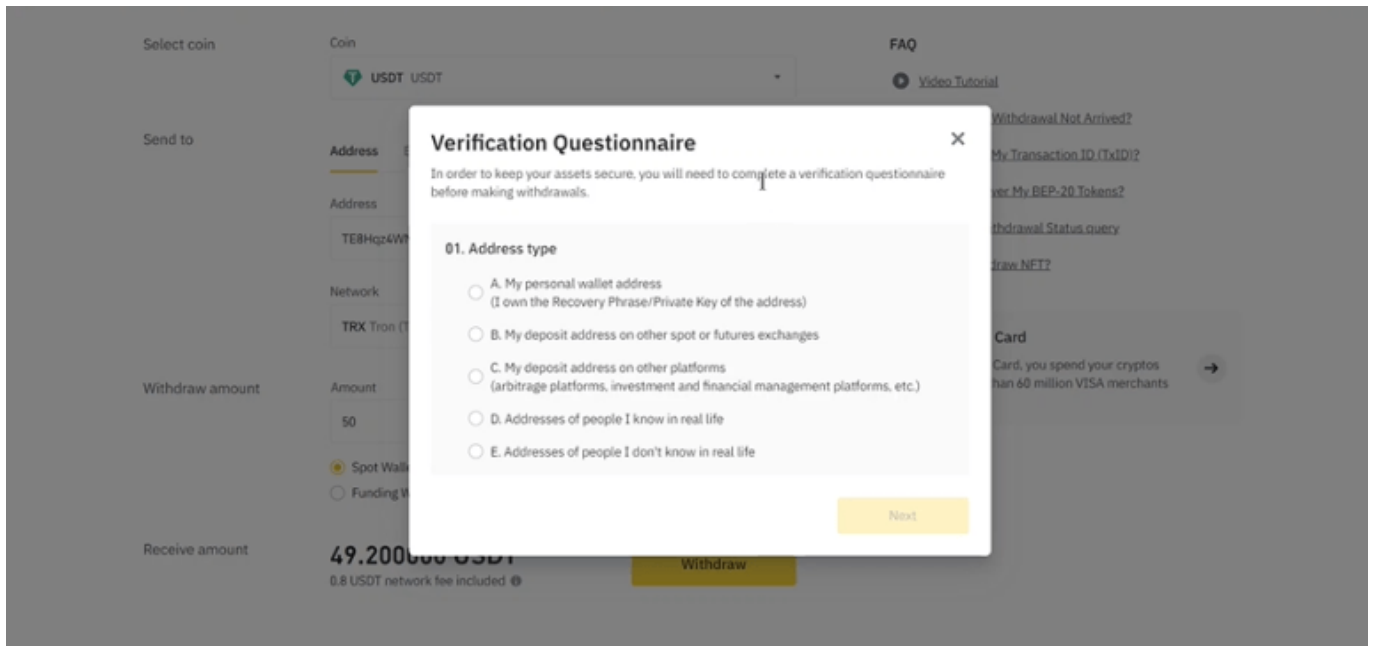 Select coin
Coin
USDT USDT
Send to
Address
Address
TE8Hqz4W
Network
TRX Tron (T
Withdraw amount
Amount
50
Spot Walle
Funding W
Receive amount
49.200000 USDT
0.8 USDT network fee included
Withdraw
FAQ
Video Tutorial
Withdrawal Not Arrived?
My Transaction ID (TxID)?
ver My BEP-20 Tokens?
thdrawal Status query
draw NFT?
Card
Card, you spend your cryptos
han 60 million VISA merchants
Verification Questionnaire
In order to keep your assets secure, you will need to complete a verification questionnaire
before making withdrawals.
01. Address type
A. My personal wallet address
(I own the Recovery Phrase/Private Key of the address)
B. My deposit address on other spot or futures exchanges
C. My deposit address on other platforms
(arbitrage platforms, investment and financial management platforms, etc.)
D. Addresses of people I know in real life
E. Addresses of people I don't know in real life
Next